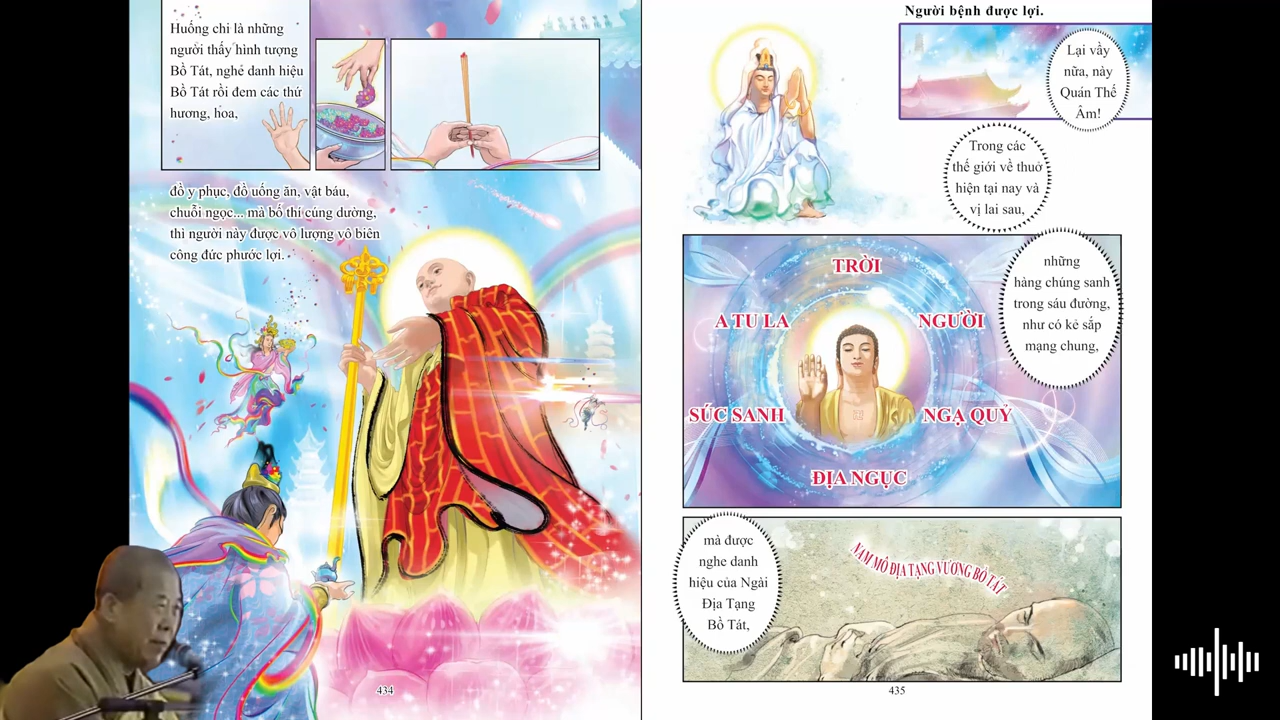 Huống chi là những
người thấy hình tượng
Bồ Tát, nghe danh hiệu
Bồ Tát rồi đem các thứ
hương, hoa,
đồ y phục, đồ uống ăn, vật báu,
chuỗi ngọc... mà bố thí cúng dường,
thì người này được vô lượng vô biên
công đức phước lợi.
434
Người bệnh được lợi.
Lại vầy
nữa, này
Quán Thế
Âm!
Trong các
thế giới về thuở
hiện tại nay và
vị lai sau,
những
hàng chúng sanh
trong sáu đường,
như có kẻ sắp
mạng chung,
TRỜI
A TU LA
NGƯỜI
SÚC SANH
NGẠ QUỶ
ĐỊA NGỤC
mà được
nghe danh
hiệu của Ngài
Địa Tạng
Bồ Tát,
NAM MÔ ĐỊA TẠNG VƯƠNG BỒ TÁT
435